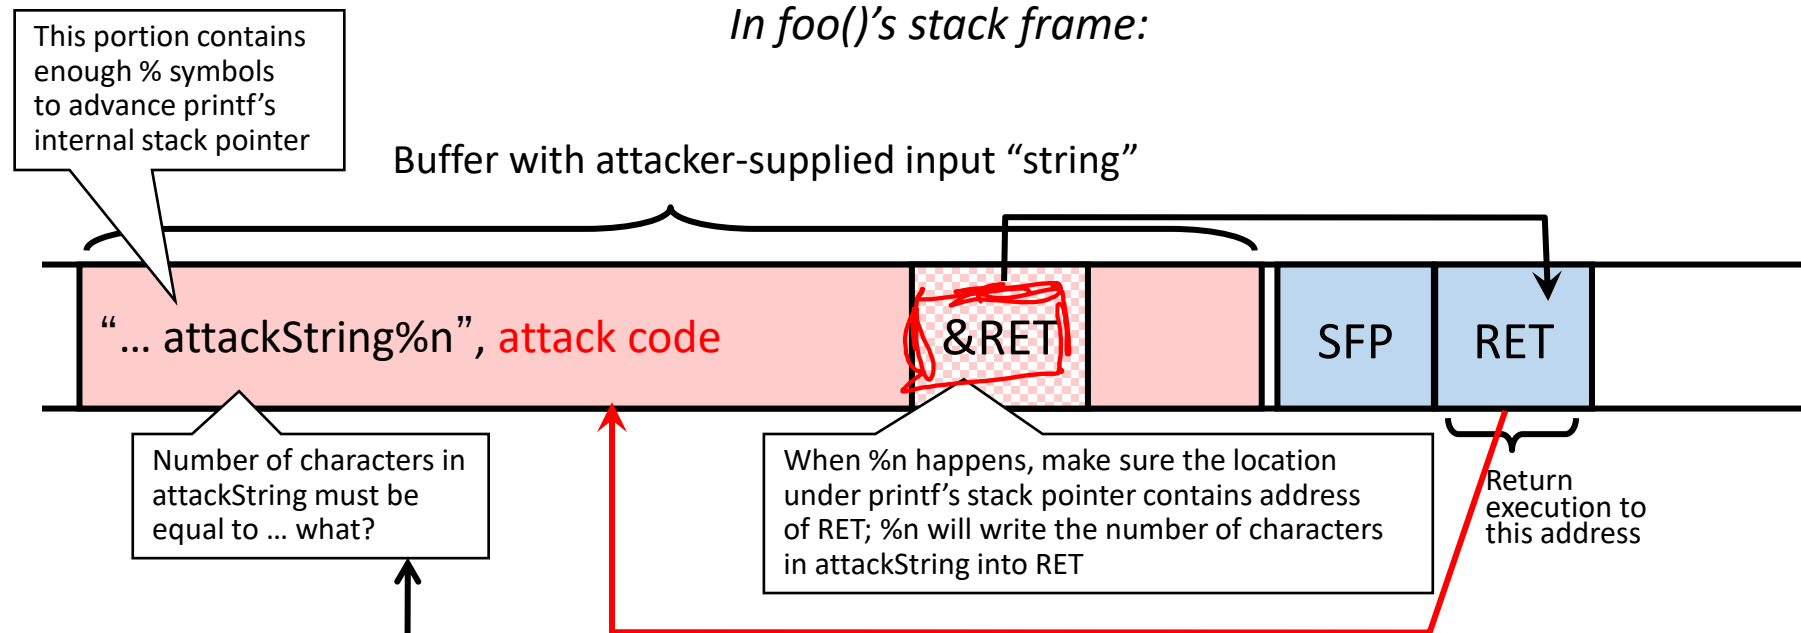 In foo()’s stack frame:
This portion contains
enough % symbols
to advance printf’s
internal stack pointer
Buffer with attacker-supplied input “string”
“… attackString%n”, attack code
&RET
SFP
RET
Number of characters in
attackString must be
equal to … what?
When %n happens, make sure the location
under printf’s stack pointer contains address
of RET; %n will write the number of characters
in attackString into RET
Return
execution to
this address